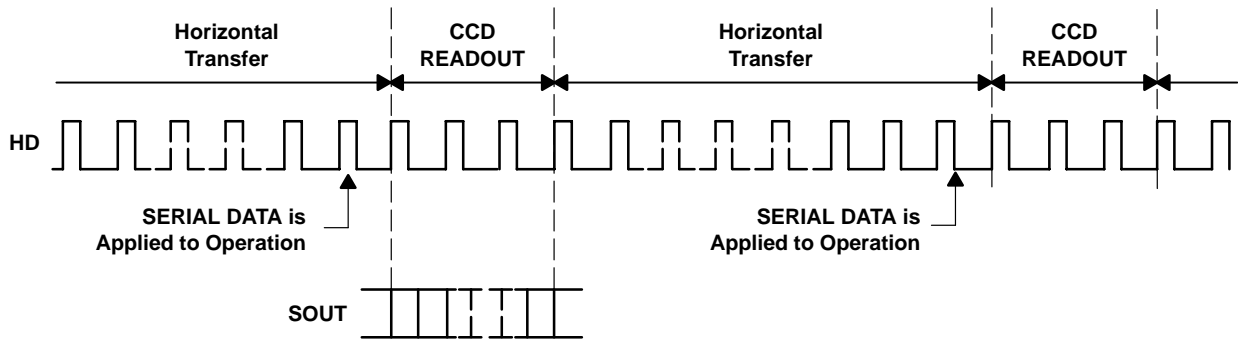 Horizontal
Transfer
CCD
READOUT
Horizontal
Transfer
CCD
READOUT
HD
SERIAL DATA is
Applied to Operation
SERIAL DATA is
Applied to Operation
SOUT